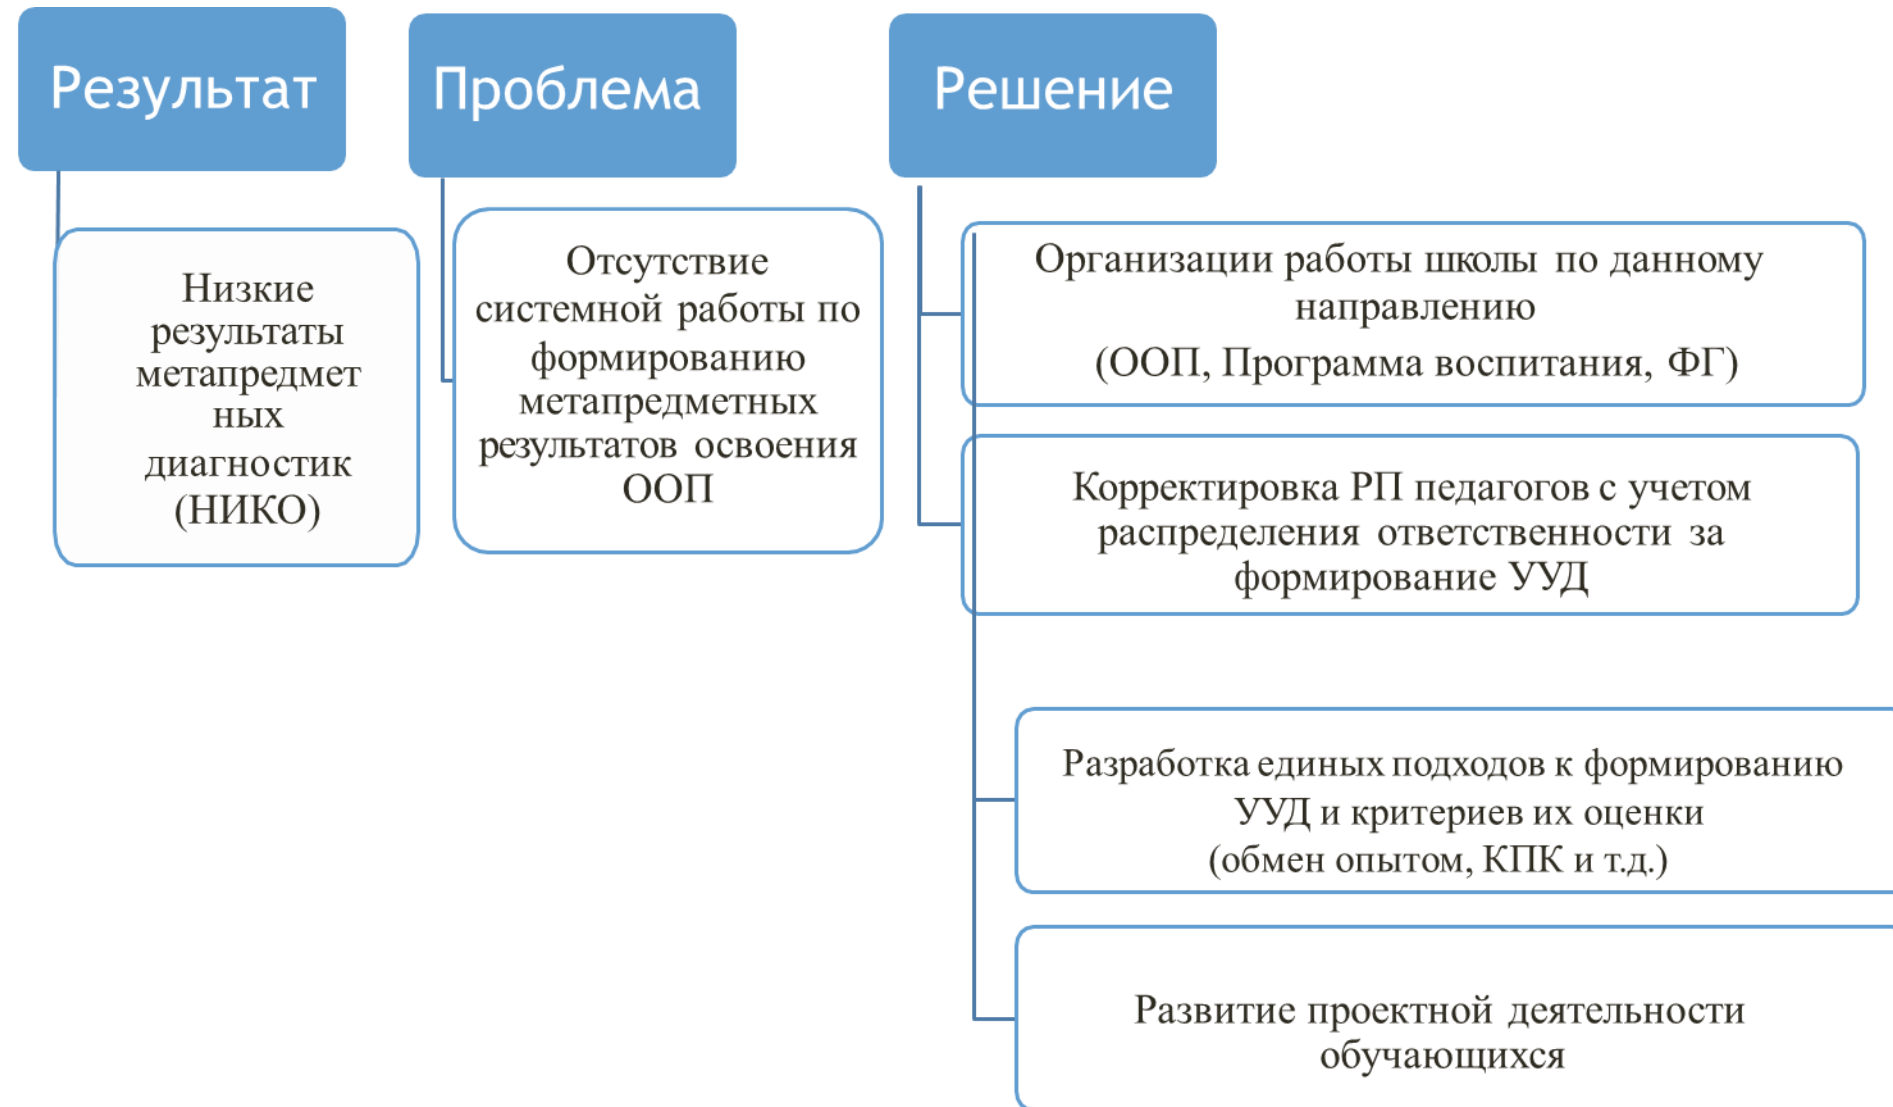 Результат
Проблема
Решение
Низкие
результаты
метапредмет
ных
диагностик
(НИКО)
Отсутствие
системной работы по
формированию
метапредметных
результатов освоения
ООП
Организации работы школы по данному
направлению
(ООП, Программа воспитания, ФГ)
Корректировка РП педагогов с учетом
распределения ответственности за
формирование УУД
Разработка единых подходов к формированию
УУД и критериев их оценки
(обмен опытом, КПК и т.д.)
Развитие проектной деятельности
обучающихся